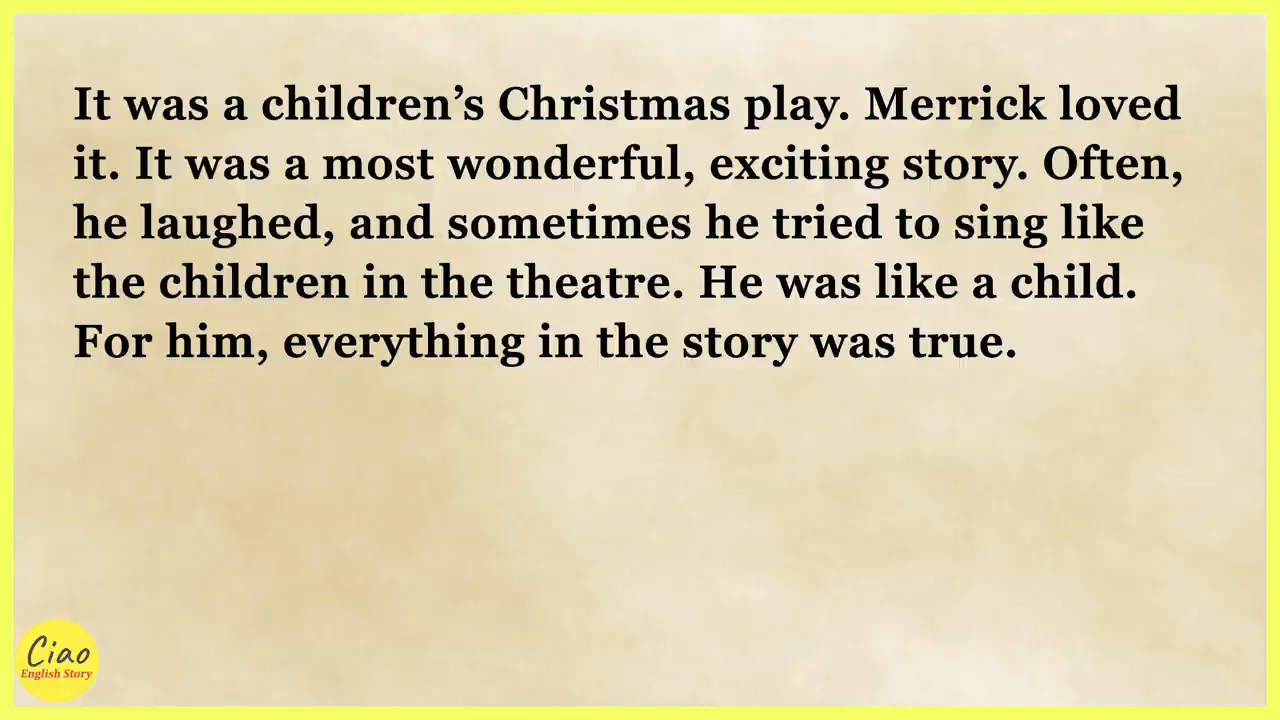 It was a children’s Christmas play. Merrick loved
it. It was a most wonderful, exciting story. Often,
he laughed, and sometimes he tried to sing like
the children in the theatre. He was like a child.
For him, everything in the story was true.
Ciao
English Story